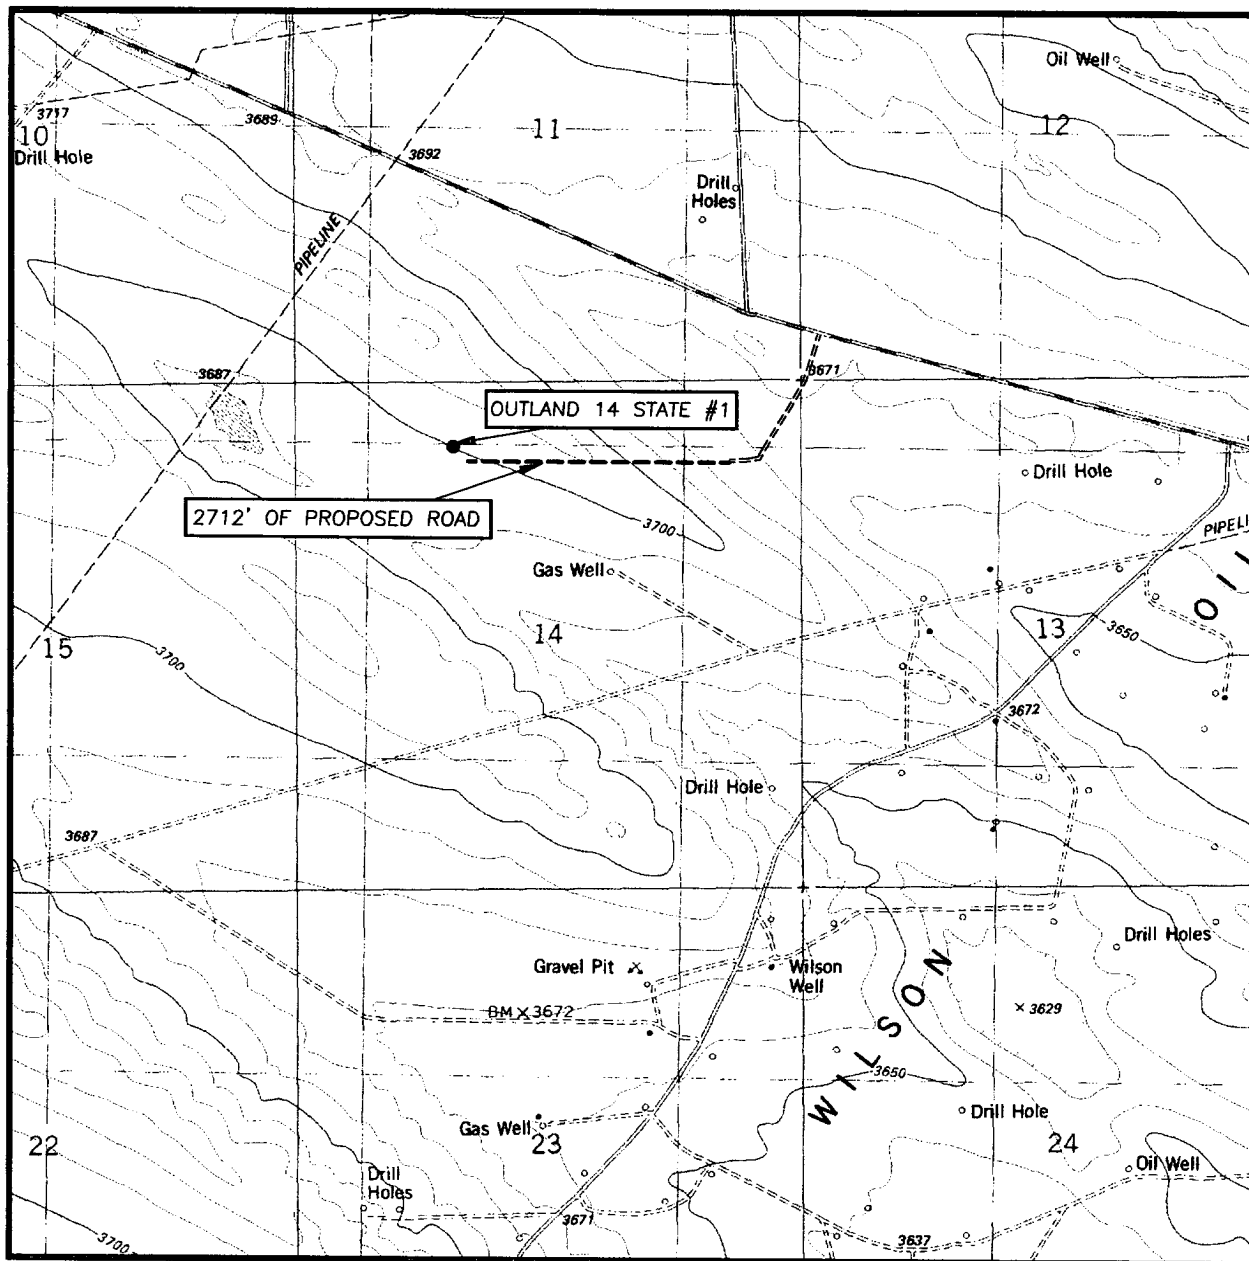 Oil Well
3717
3689
10
11
12
Drill Hole
3692
Drill
Holes
PIPELINE
3687
3671
OUTLAND 14 STATE #1
Drill Hole
2712' OF PROPOSED ROAD
3700
PIPELI
Gas Well
OIL
15
14
13
3650
3700
3672
Drill Hole
3687
Drill Holes
Gravel Pit
Wilson
Well
WILSON
BM X 3672
3629
3650
Drill Hole
Gas Well
22
23
24
Oil Well
Drill
Holes
3671
3700
3637